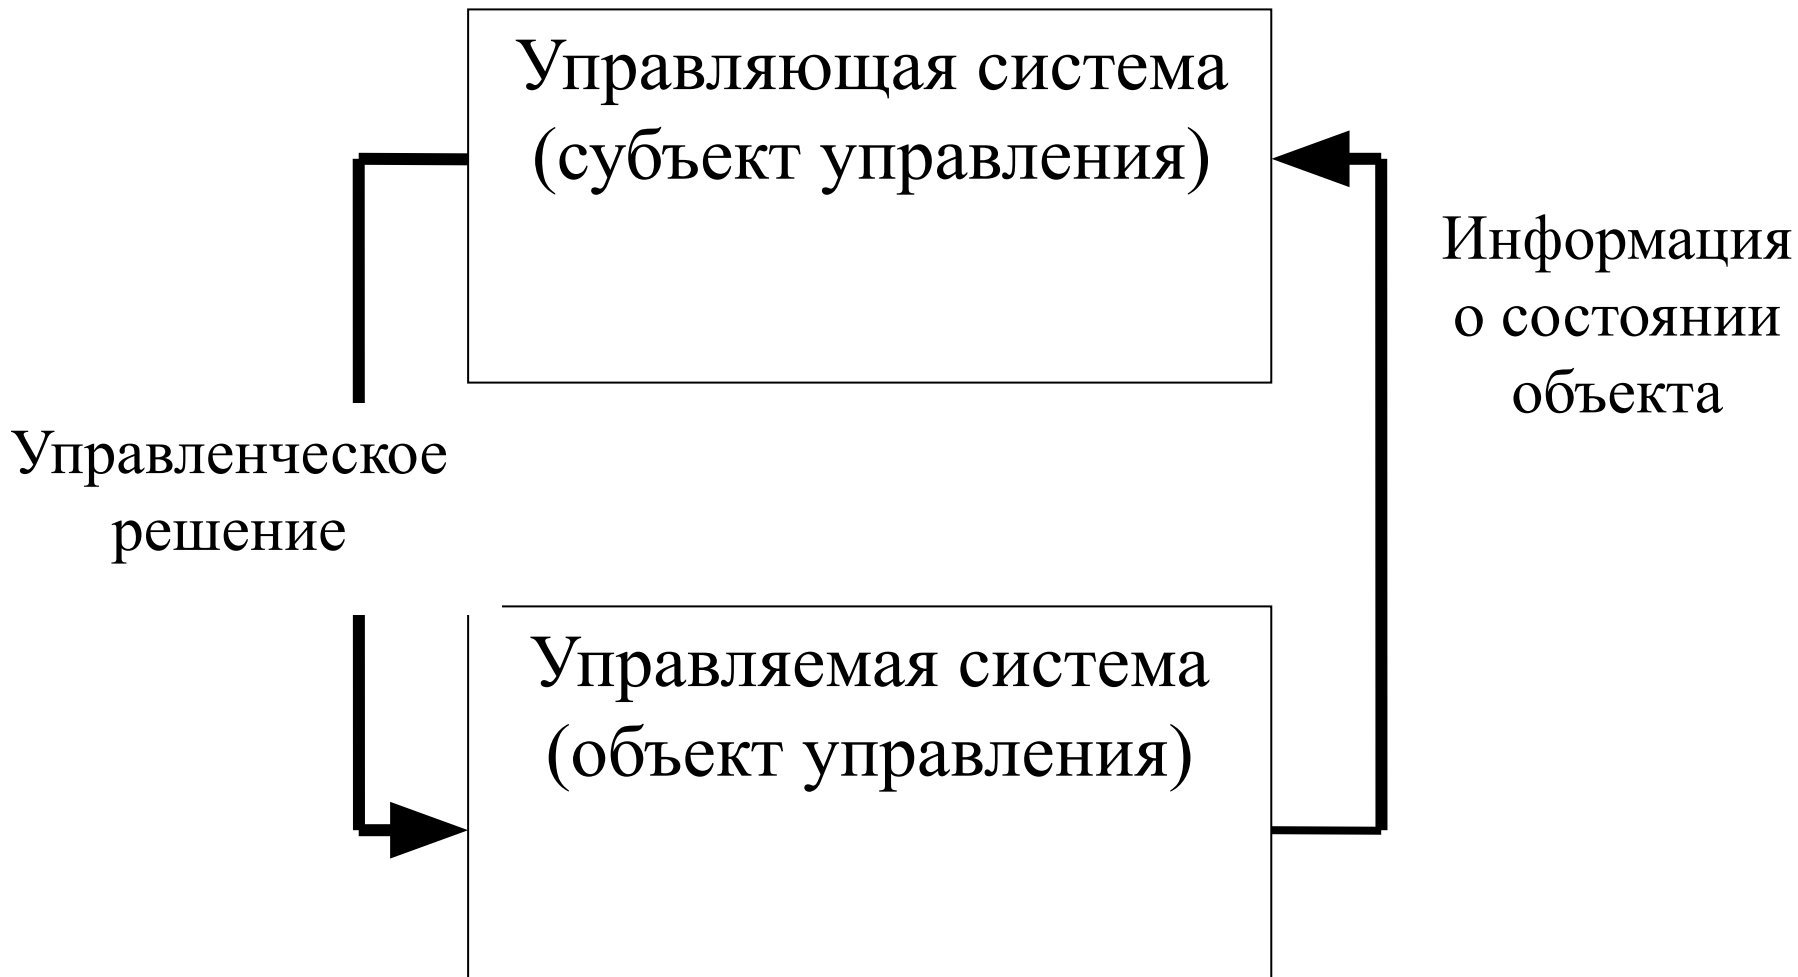 Управляющая система
(субъект управления)
Информация
о состоянии
объекта
Управленческое
решение
Управляемая система
(объект управления)